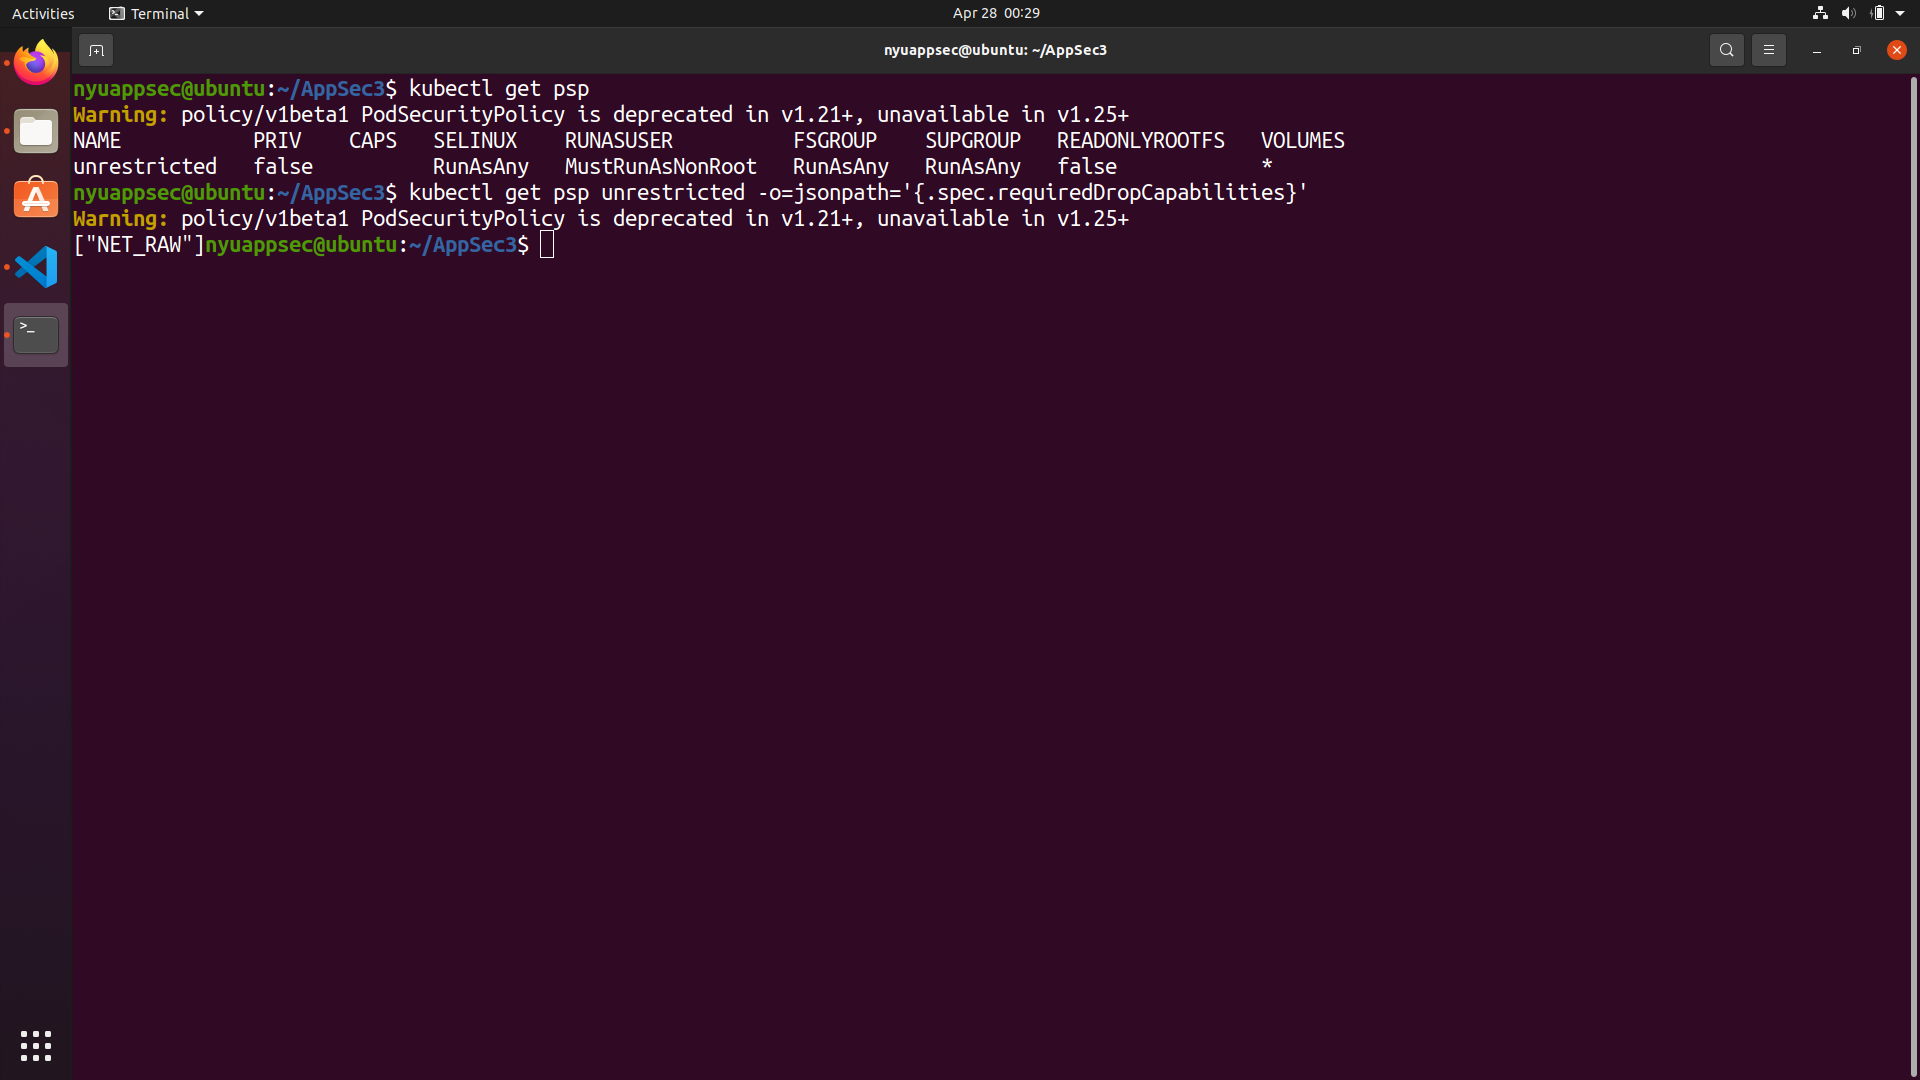 Activities Terminal Apr 28 00:29
nyuappsec@ubuntu: ~/AppSec3
nyuappsec@ubuntu:~/AppSec3$ kubectl get psp
Warning: policy/v1beta1 PodSecurityPolicy is deprecated in v1.21+, unavailable in v1.25+
NAME PRIV CAPS SELINUX RUNASUSER FSGROUP SUPGROUP READONLYROOTFS VOLUMES
unrestricted false RunAsAny MustRunAsNonRoot RunAsAny RunAsAny false *
nyuappsec@ubuntu:~/AppSec3$ kubectl get psp unrestricted -o=jsonpath='{.spec.requiredDropCapabilities}'
Warning: policy/v1beta1 PodSecurityPolicy is deprecated in v1.21+, unavailable in v1.25+
["NET_RAW"]nyuappsec@ubuntu:~/AppSec3$